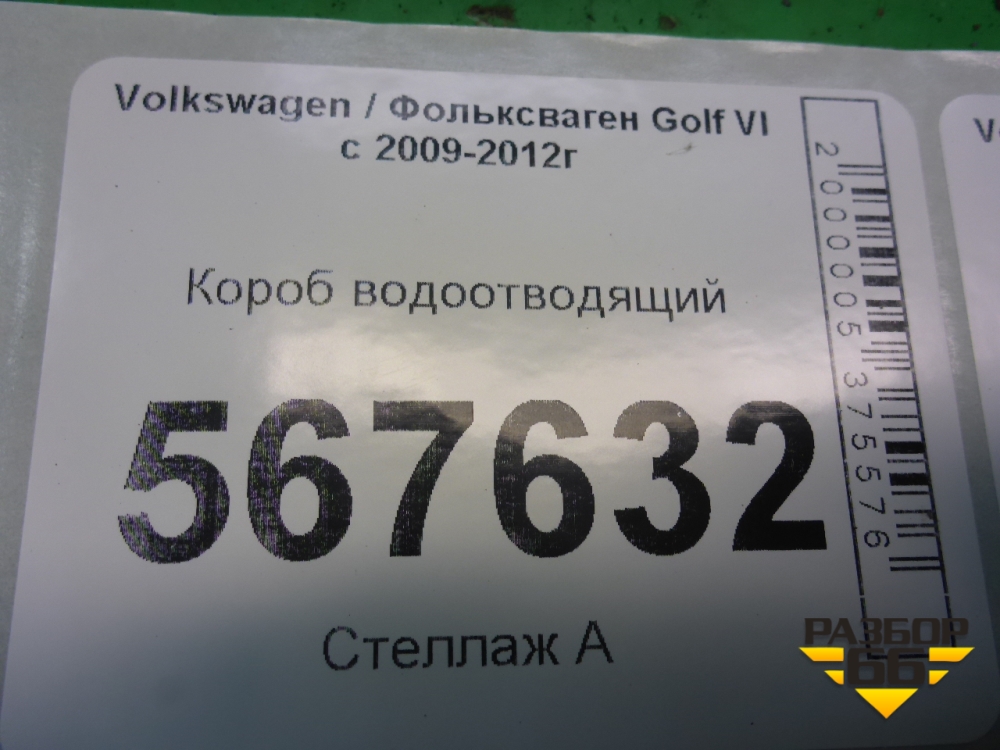 Volkswagen / Фольксваген Golf VI
с 2009-2012г
Короб водоотводящий
567632
Стеллаж А
2000005375576
V
РАЗБОР
66